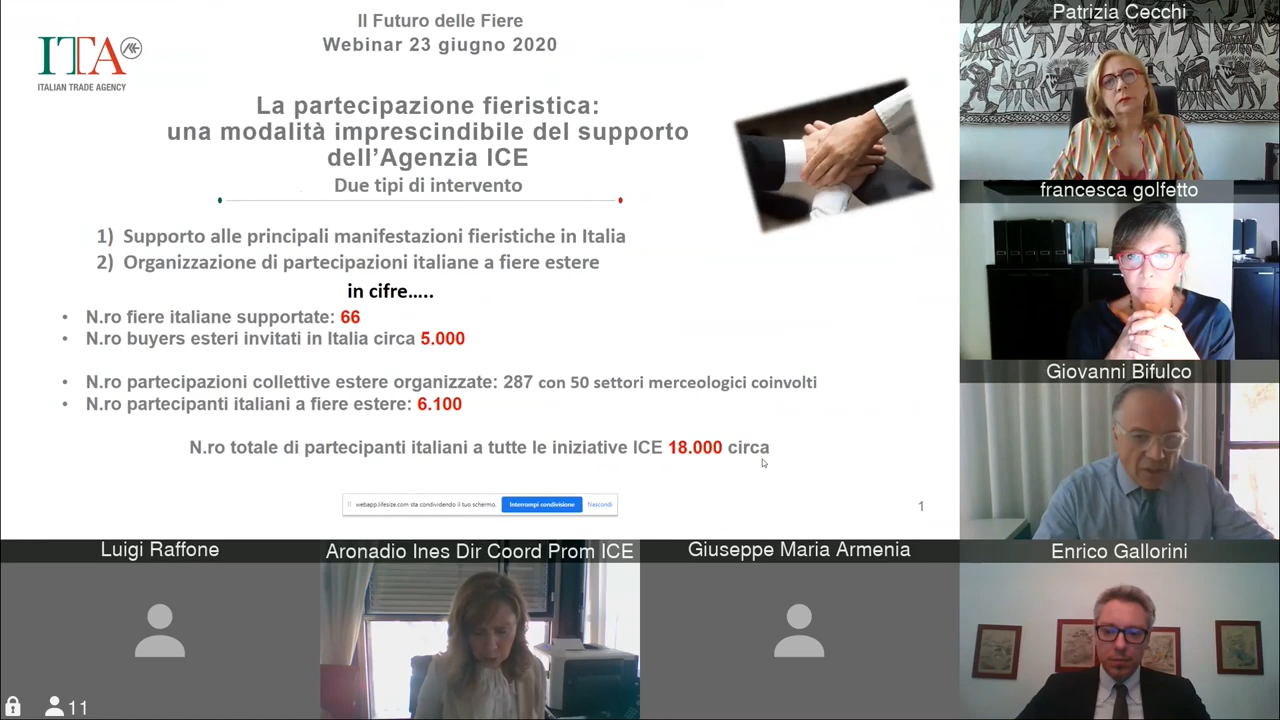 Il Futuro delle Fiere
Webinar 23 giugno 2020
ITA
ITALIAN TRADE AGENCY
La partecipazione fieristica:
una modalità imprescindibile del supporto
dell'Agenzia ICE
Due tipi di intervento
1) Supporto alle principali manifestazioni fieristiche in Italia
2) Organizzazione di partecipazioni italiane a fiere estere
in cifre…..
• N.ro fiere italiane supportate: 66
• N.ro buyers esteri invitati in Italia circa 5.000
• N.ro partecipazioni collettive estere organizzate: 287 con 50 settori merceologici coinvolti
• N.ro partecipanti italiani a fiere estere: 6.100
N.ro totale di partecipanti italiani a tutte le iniziative ICE 18.000 circa
webapp.lifesize.com sta condividendo il tuo schermo.
Interrompi condivisione
Nascondi
1
Patrizia Cecchi
francesca golfetto
Giovanni Bifulco
Luigi Raffone
Aronadio Ines Dir Coord Prom ICE
Giuseppe Maria Armenia
Enrico Gallorini
11